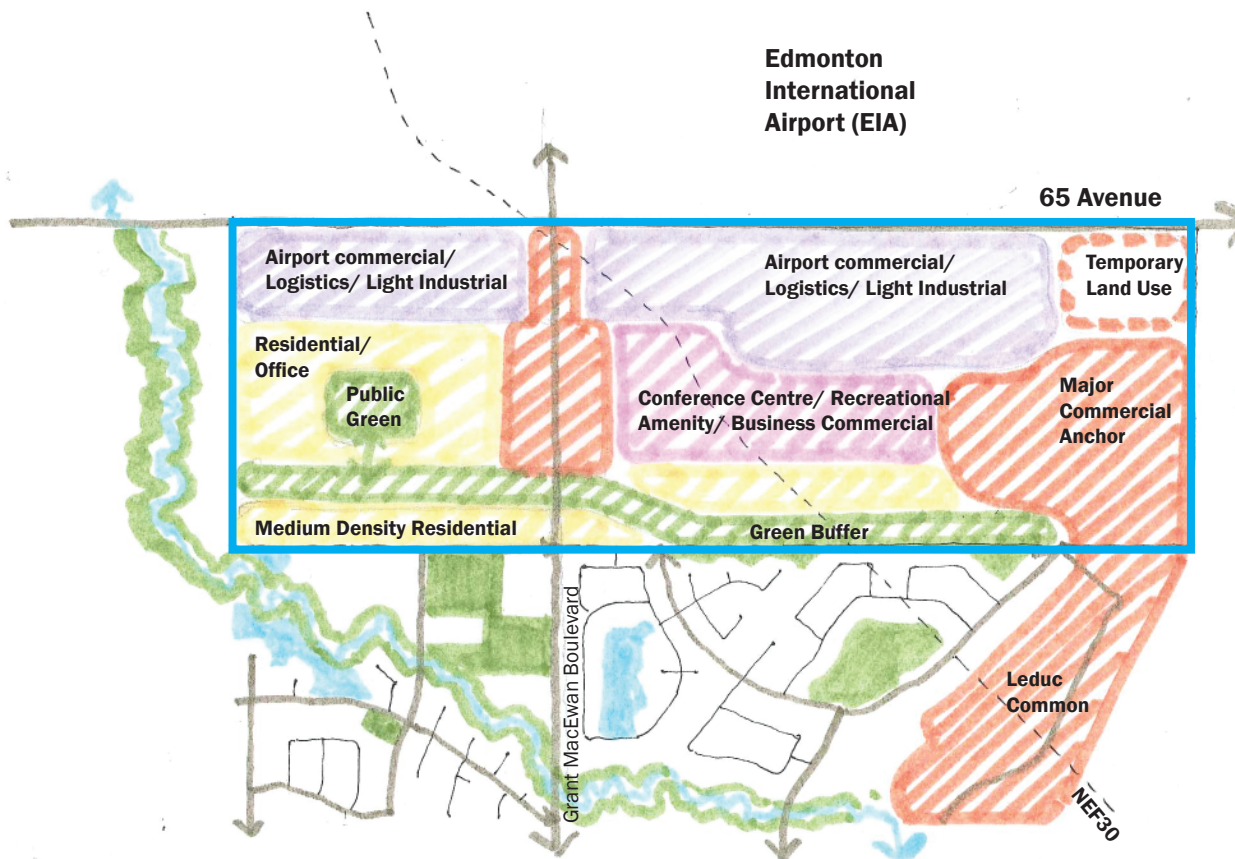 Edmonton
International
Airport (EIA)
65 Avenue
Airport commercial/
Logistics/ Light Industrial
Airport commercial/
Logistics/ Light Industrial
Temporary
Land Use
Residential/
Office
Public
Green
Conference Centre/ Recreational
Amenity/ Business Commercial
Major
Commercial
Anchor
Medium Density Residential
Green Buffer
Grant MacEwan Boulevard
Leduc
Common
NEF30